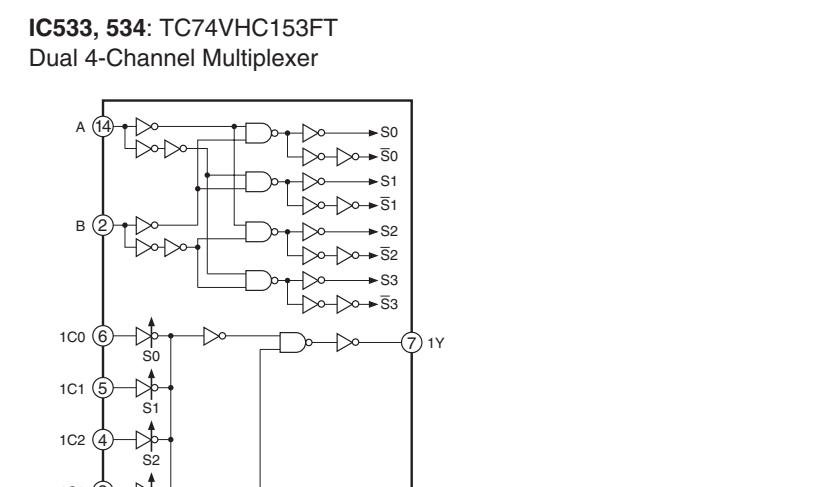 IC533, 534: TC74VHC153FT
Dual 4-Channel Multiplexer
A 14
S0
S̅0
S1
S̅1
B 2
S2
S̅2
S3
S̅3
1C0 6
7 1Y
S0
1C1 5
S1
1C2 4
S2